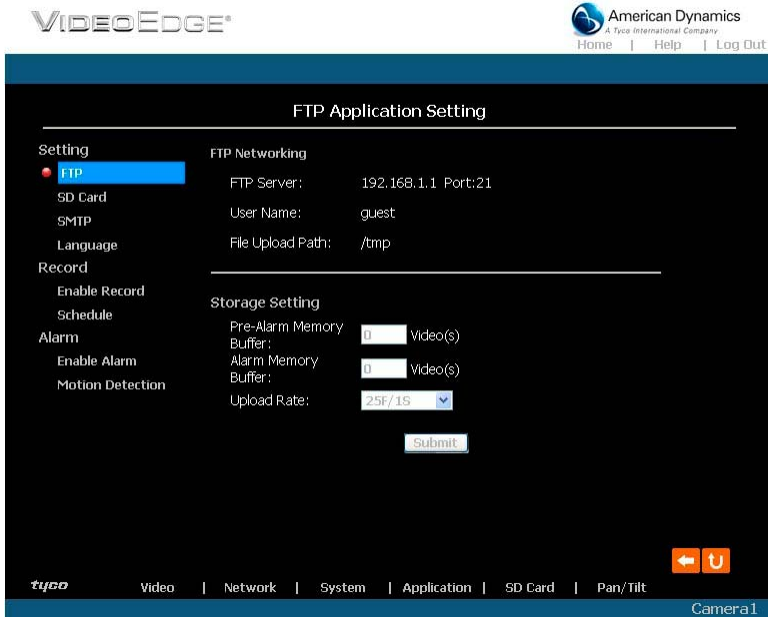 VIDEOEDGE®
American Dynamics
A Tyco International Company
Home | Help | Log Out
FTP Application Setting
Setting
FTP
SD Card
SMTP
Language
Record
Enable Record
Schedule
Alarm
Enable Alarm
Motion Detection
FTP Networking
FTP Server: 192.168.1.1 Port:21
User Name: guest
File Upload Path: /tmp
Storage Setting
Pre-Alarm Memory
Buffer: 0 Video(s)
Alarm Memory
Buffer: 0 Video(s)
Upload Rate: 25F/1S
Submit
tyco Video | Network | System | Application | SD Card | Pan/Tilt
Camera1